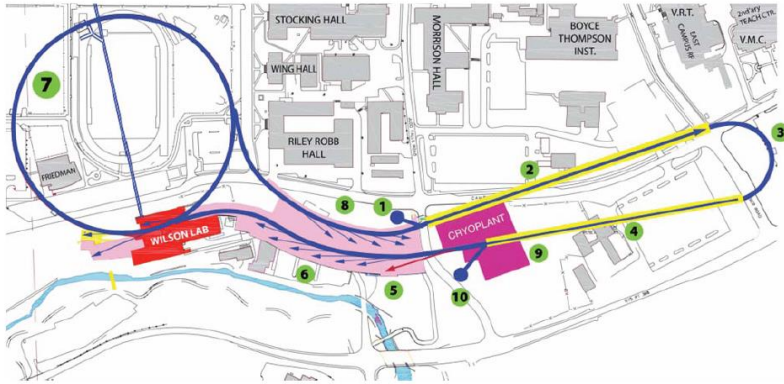 STOCKING HALL
WING HALL
RILEY ROBB
HALL
MORRISON HALL
BOYCE
THOMPSON
INST.
V.R.T.
EAST
CAMPUS RF
2nd Yr
TEACH CTR.
V.M.C.
7
FRIEDMAN
WILSON LAB
8
1
2
3
CRYOPLANT
4
9
6
5
10